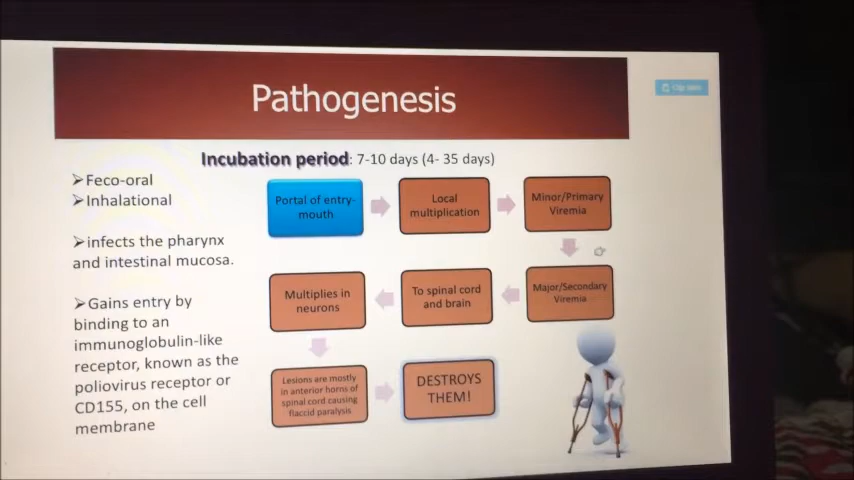 Pathogenesis
Incubation period: 7-10 days (4- 35 days)
➢Feco-oral
➢Inhalational
➢infects the pharynx
and intestinal mucosa.
➢Gains entry by
binding to an
immunoglobulin-like
receptor, known as the
poliovirus receptor or
CD155, on the cell
membrane
Portal of entry-
mouth
Local
multiplication
Minor/Primary
Viremia
Major/Secondary
Viremia
To spinal cord
and brain
Multiplies in
neurons
Lesions are mostly
in anterior horns of
spinal cord causing
flaccid paralysis
DESTROYS
THEM!